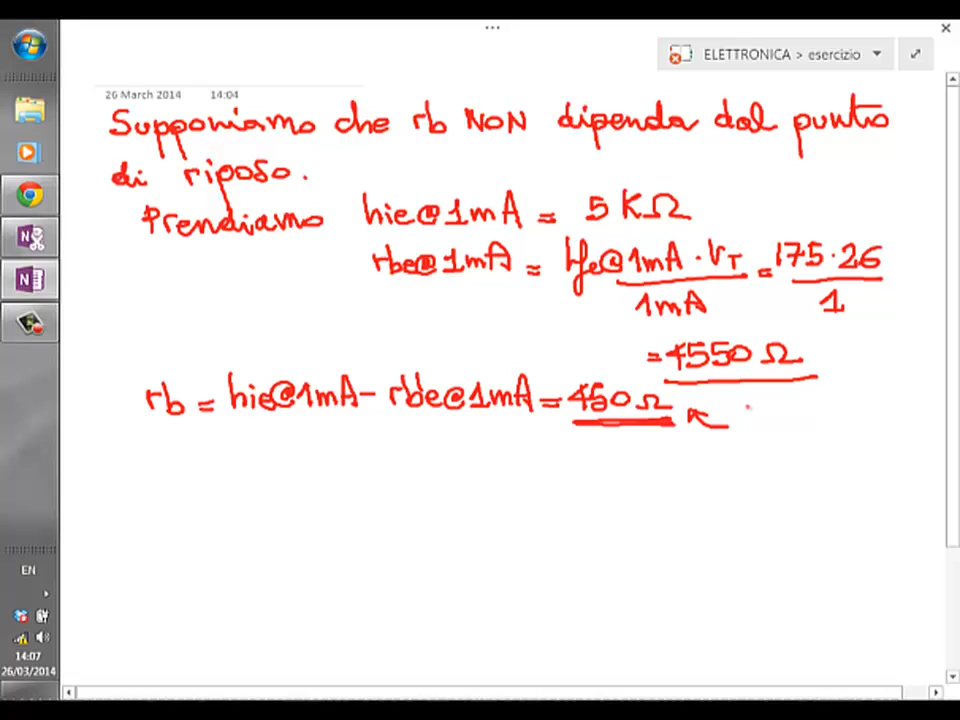 ELETTRONICA > esercizio
26 March 2014 14:04
Supponiamo che rb NON dipenda dal punto
di riposo.
Prendiamo hie@1mA = 5 KΩ
rbe@1mA = hfe@1mA · VT = 175·26
1mA 1
= 4550 Ω
rb = hie@1mA - rb'e@1mA = 450 Ω
EN
14:07
26/03/2014